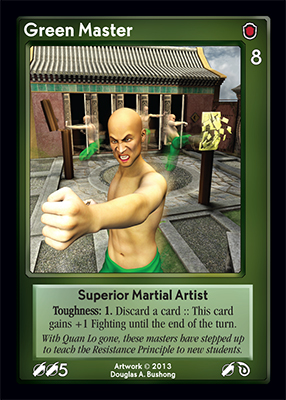 Green Master
8
Superior Martial Artist
Toughness: 1. Discard a card :: This card
gains +1 Fighting until the end of the turn.
With Quan Lo gone, these masters have stepped up
to teach the Resistance Principle to new students.
5
Artwork © 2013
Douglas A. Bushong